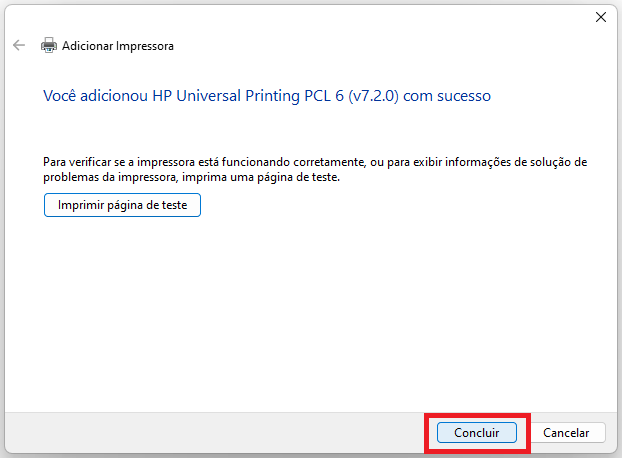 Adicionar Impressora
Você adicionou HP Universal Printing PCL 6 (v7.2.0) com sucesso
Para verificar se a impressora está funcionando corretamente, ou para exibir informações de solução de
problemas da impressora, imprima uma página de teste.
Imprimir página de teste
Concluir
Cancelar